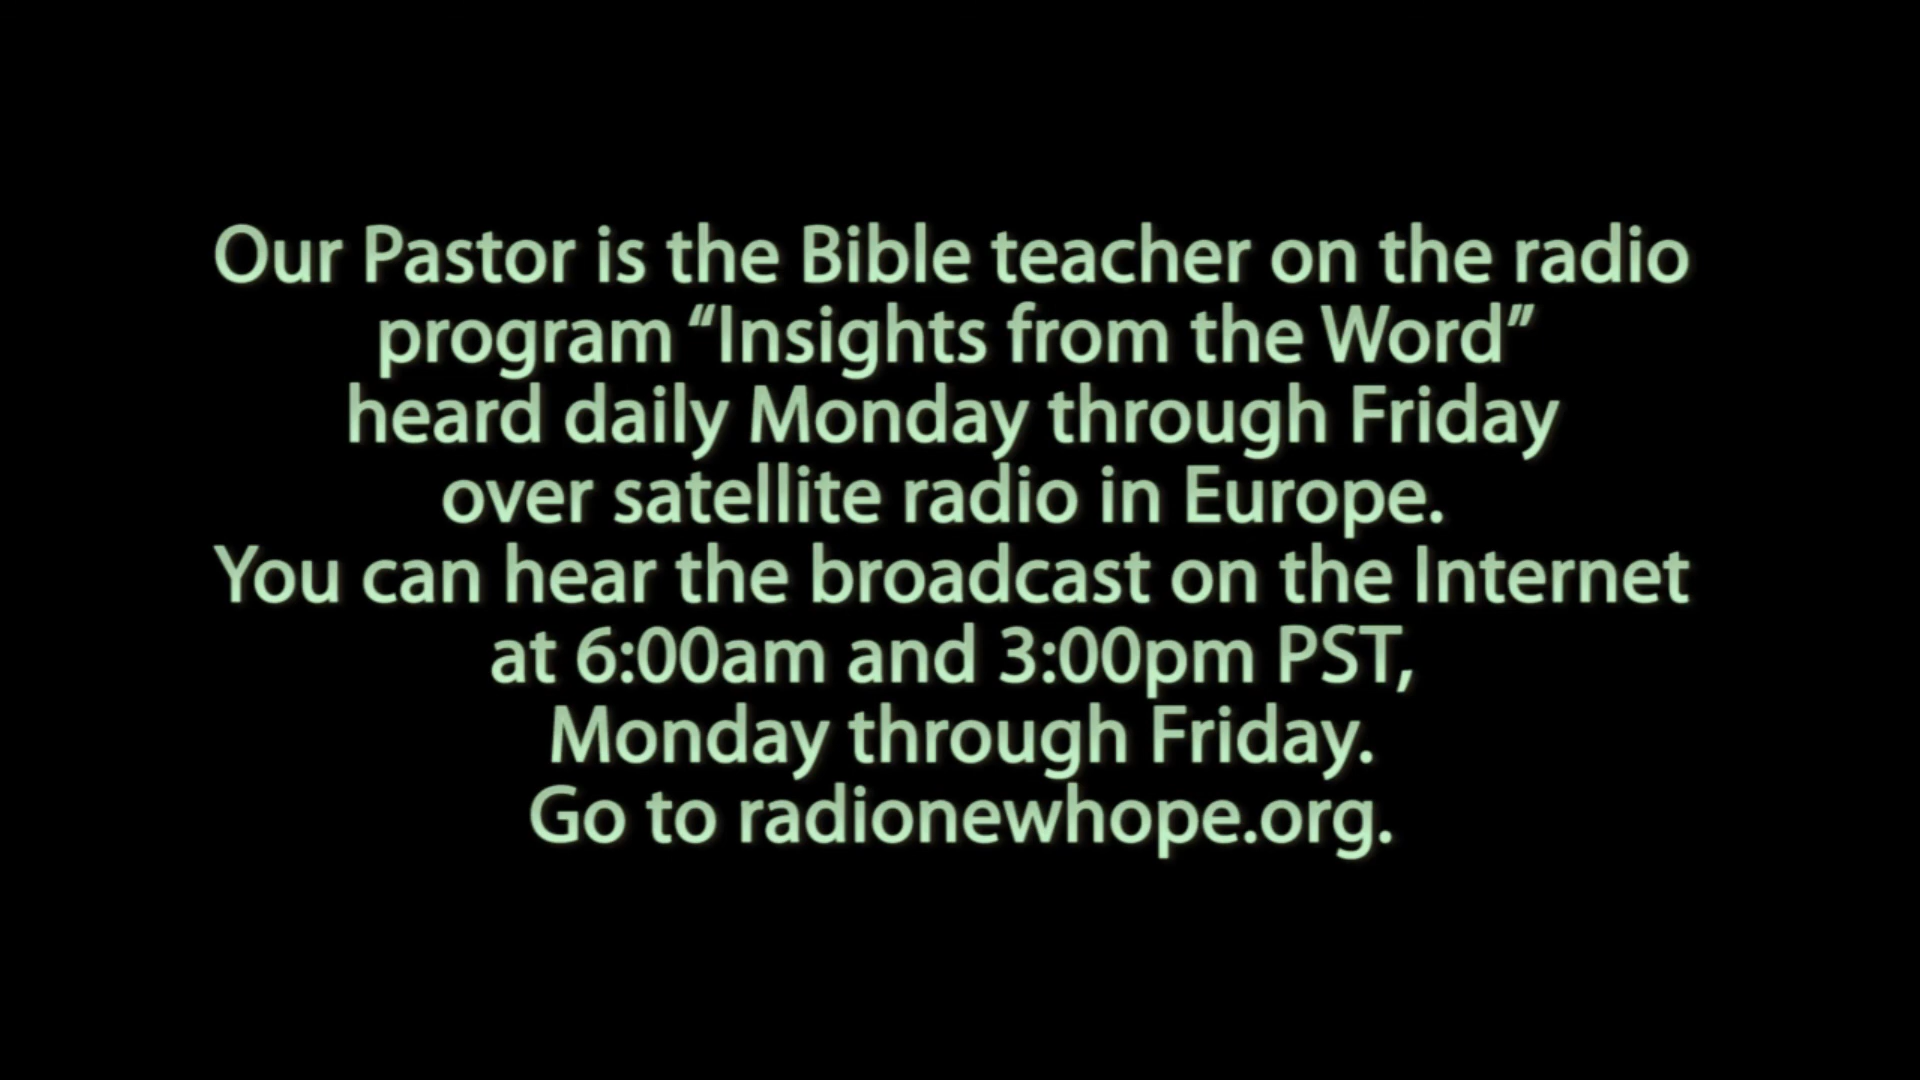 Our Pastor is the Bible teacher on the radio
program “Insights from the Word”
heard daily Monday through Friday
over satellite radio in Europe.
You can hear the broadcast on the Internet
at 6:00am and 3:00pm PST,
Monday through Friday.
Go to radionewhope.org.